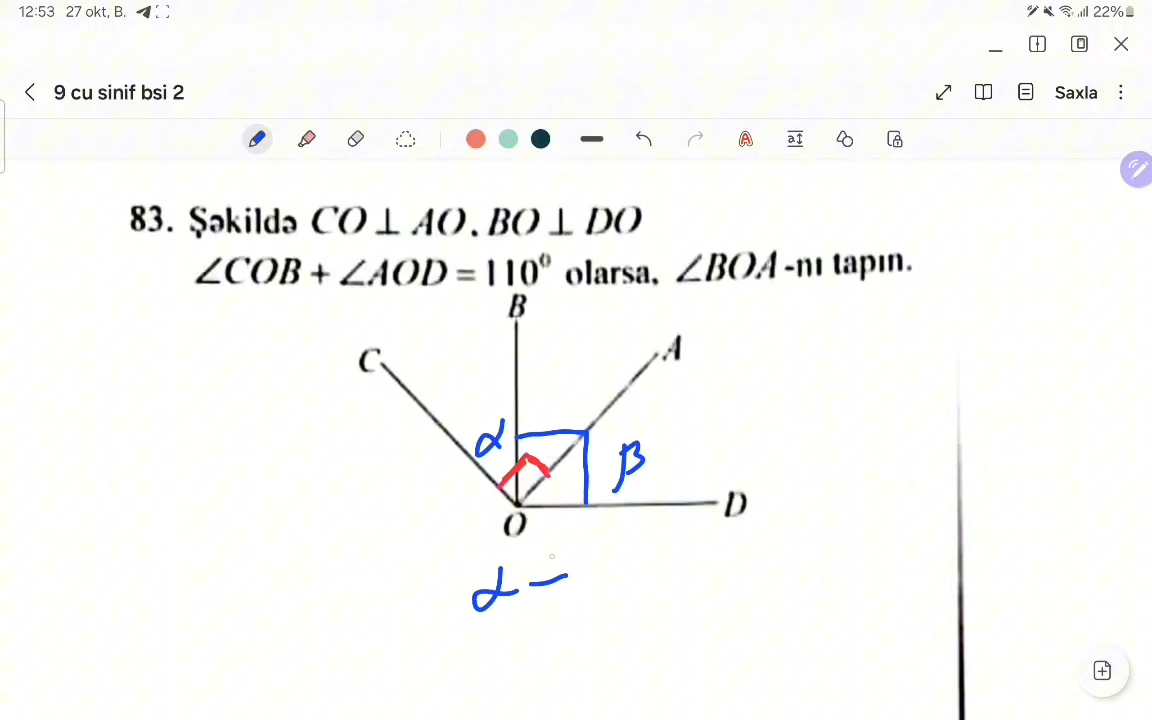 12:53 27 okt, B. 22%
9 cu sinif bsi 2 Saxla
83. Şəkildə CO ⊥ AO, BO ⊥ DO
∠COB + ∠AOD = 110⁰ olarsa, ∠BOA -nı tapın.
B
C A
α β
D
O
α −